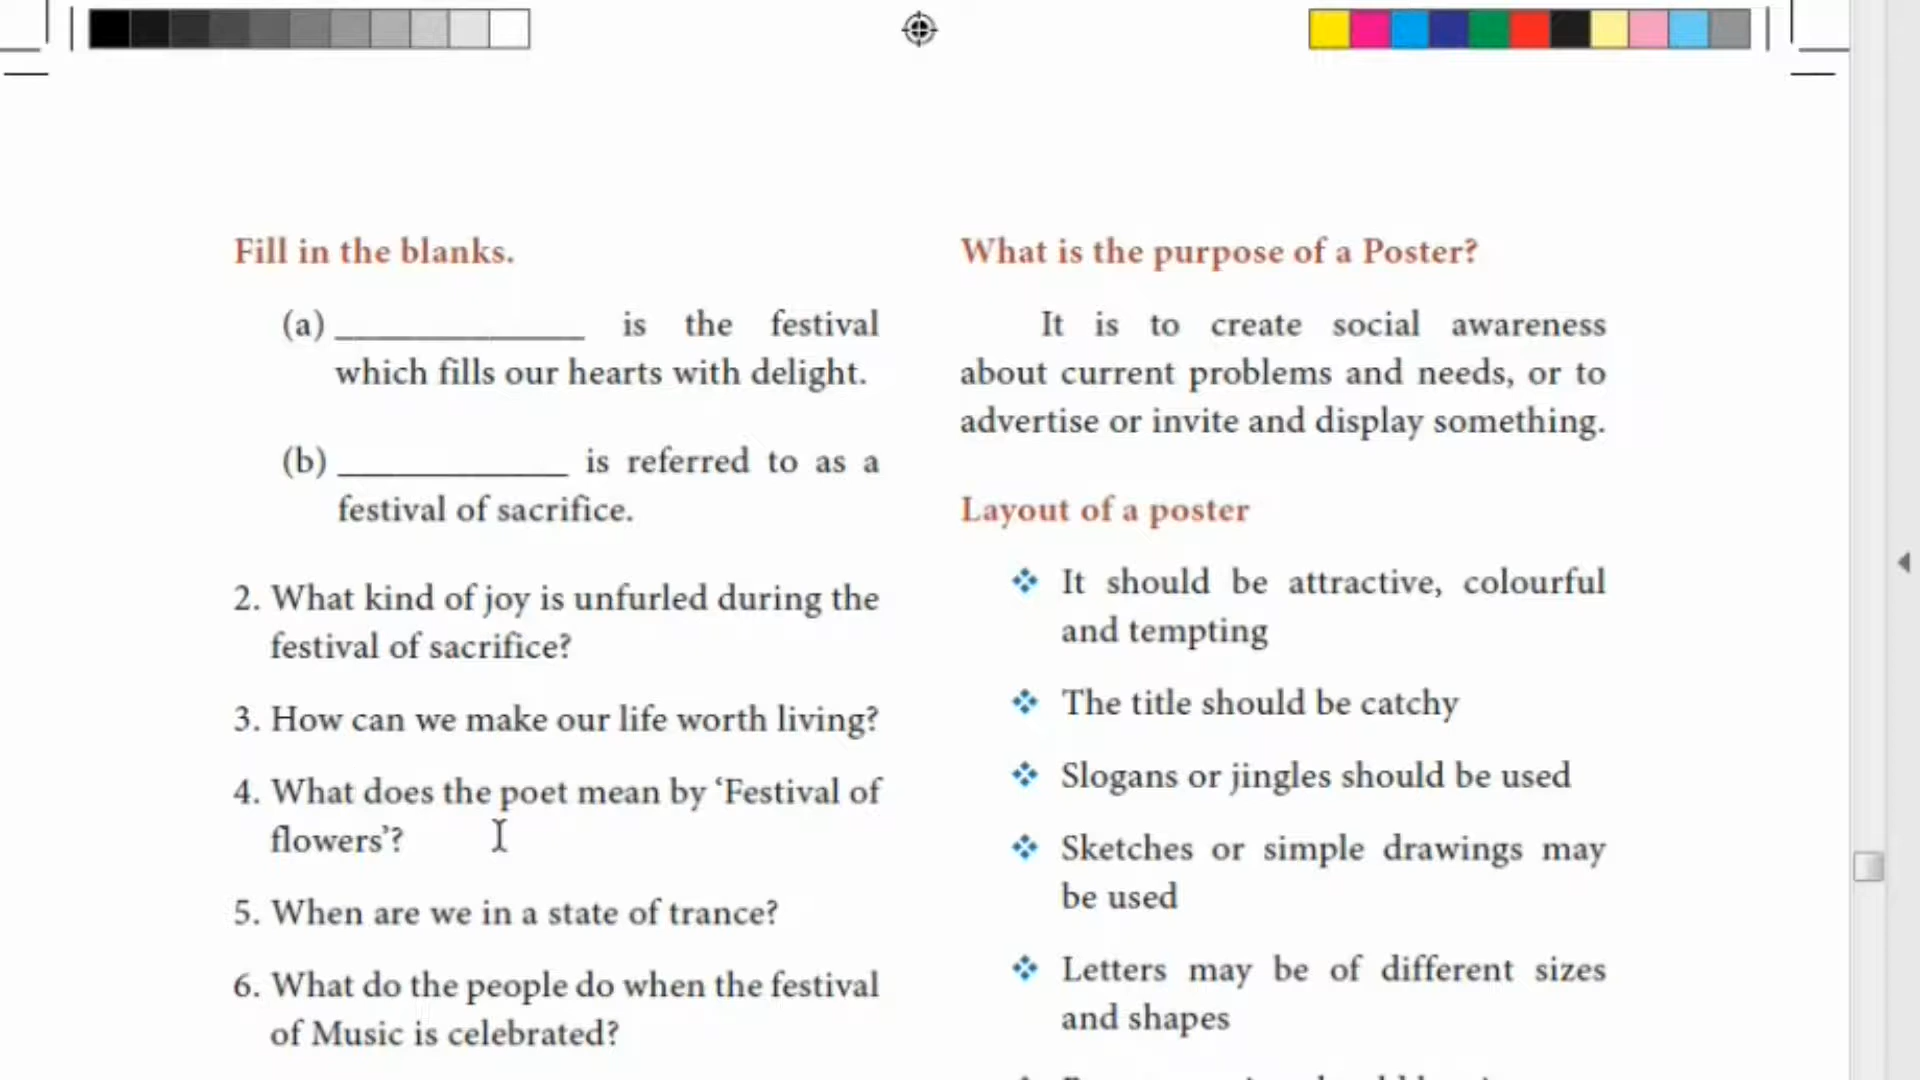 Fill in the blanks.
(a) ______________ is the festival
which fills our hearts with delight.
(b) _____________ is referred to as a
festival of sacrifice.
2. What kind of joy is unfurled during the
festival of sacrifice?
3. How can we make our life worth living?
4. What does the poet mean by ‘Festival of
flowers’?
5. When are we in a state of trance?
6. What do the people do when the festival
of Music is celebrated?
What is the purpose of a Poster?
It is to create social awareness
about current problems and needs, or to
advertise or invite and display something.
Layout of a poster
❖ It should be attractive, colourful
and tempting
❖ The title should be catchy
❖ Slogans or jingles should be used
❖ Sketches or simple drawings may
be used
❖ Letters may be of different sizes
and shapes